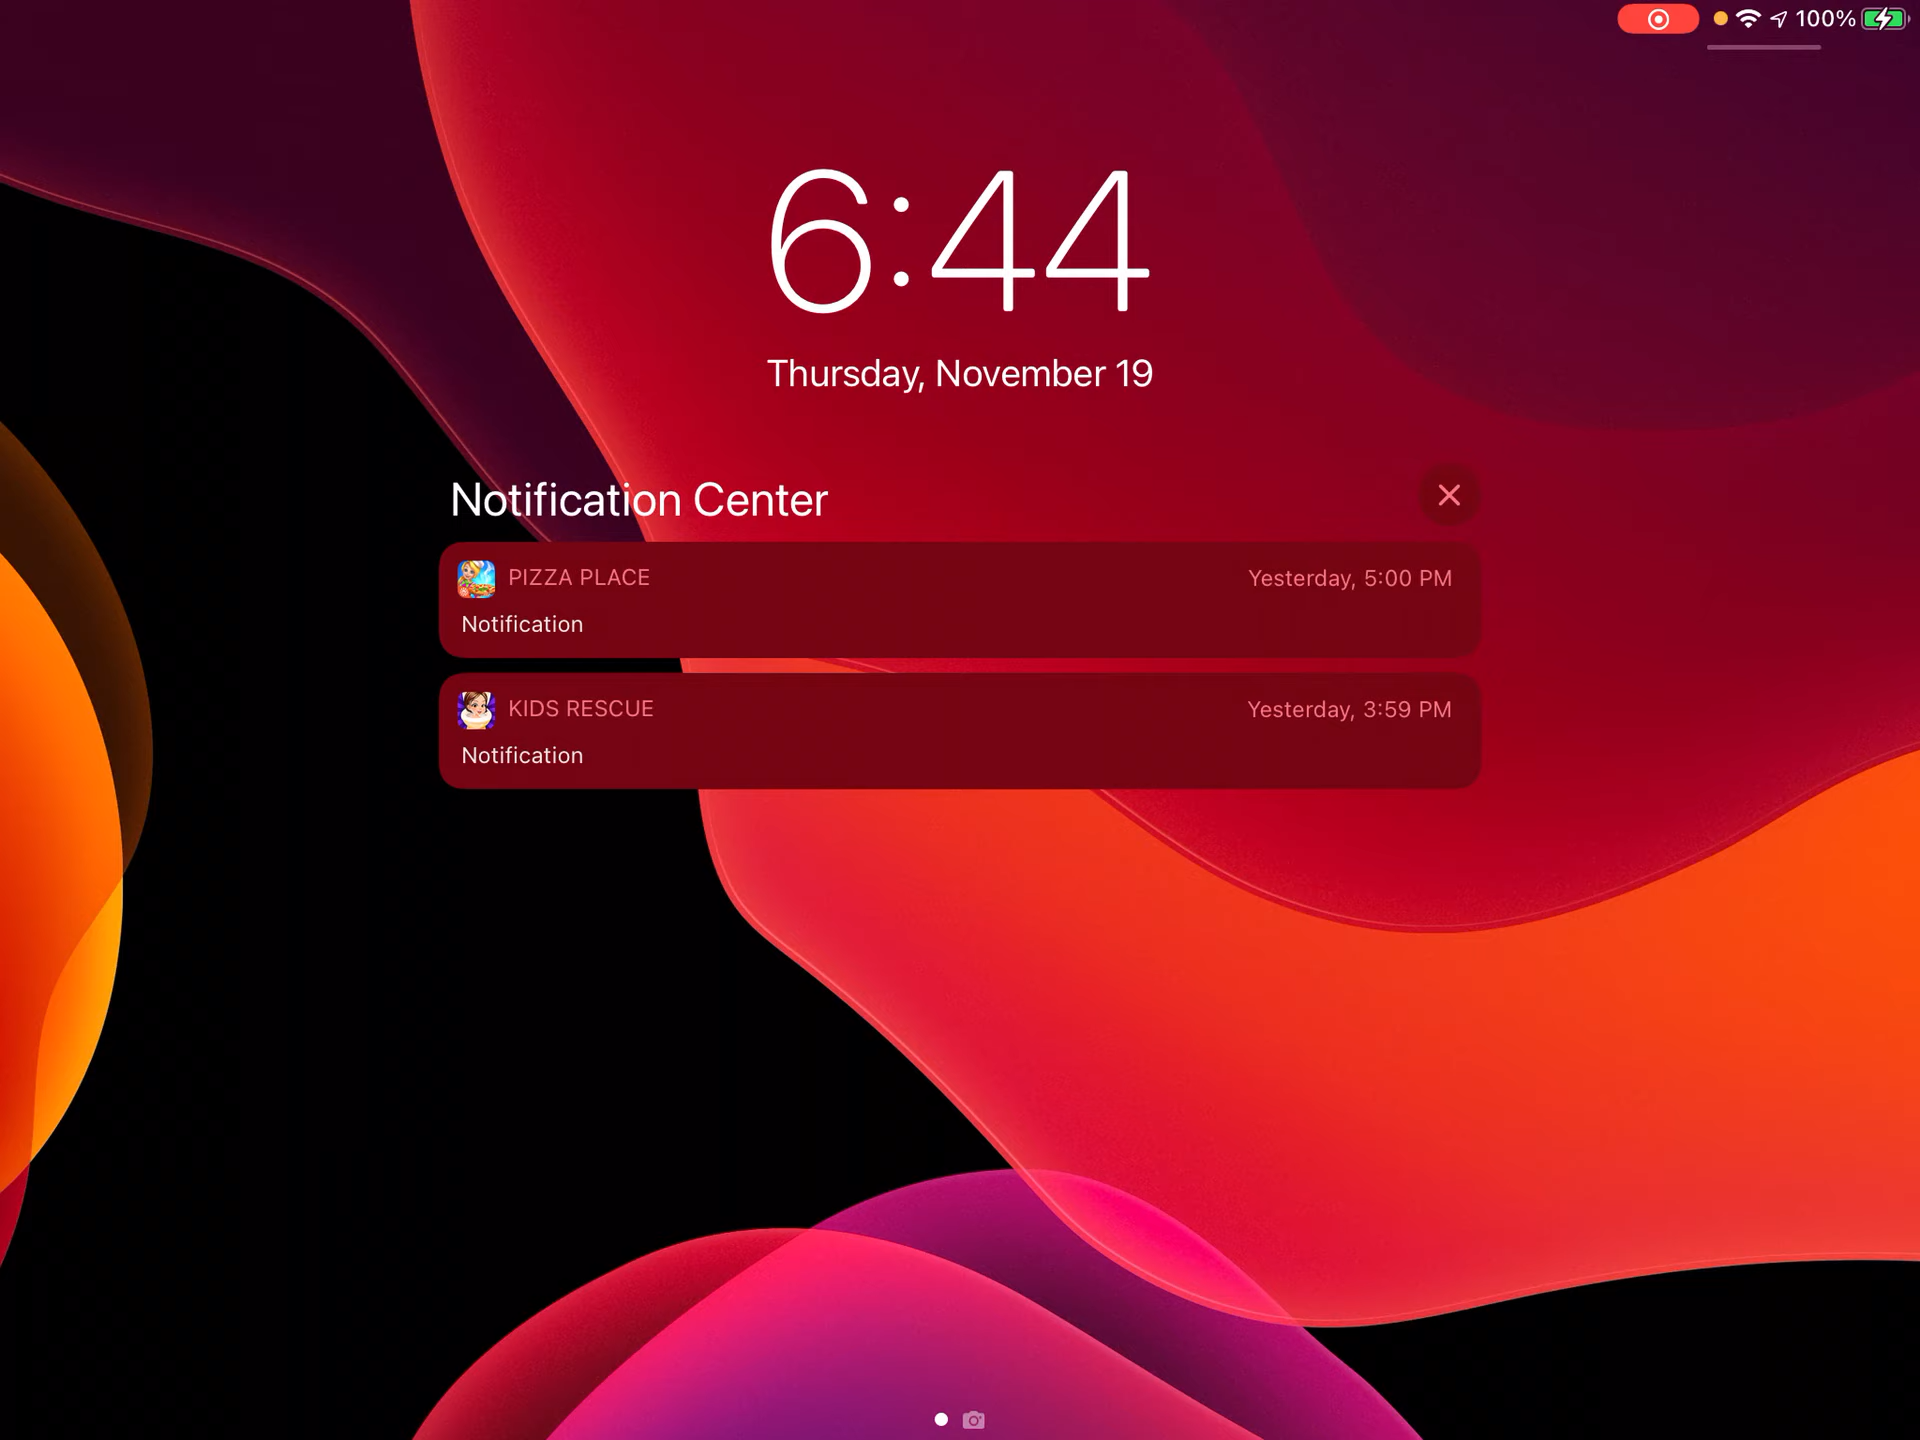 100%
6:44
Thursday, November 19
Notification Center
PIZZA PLACE Yesterday, 5:00 PM
Notification
KIDS RESCUE Yesterday, 3:59 PM
Notification